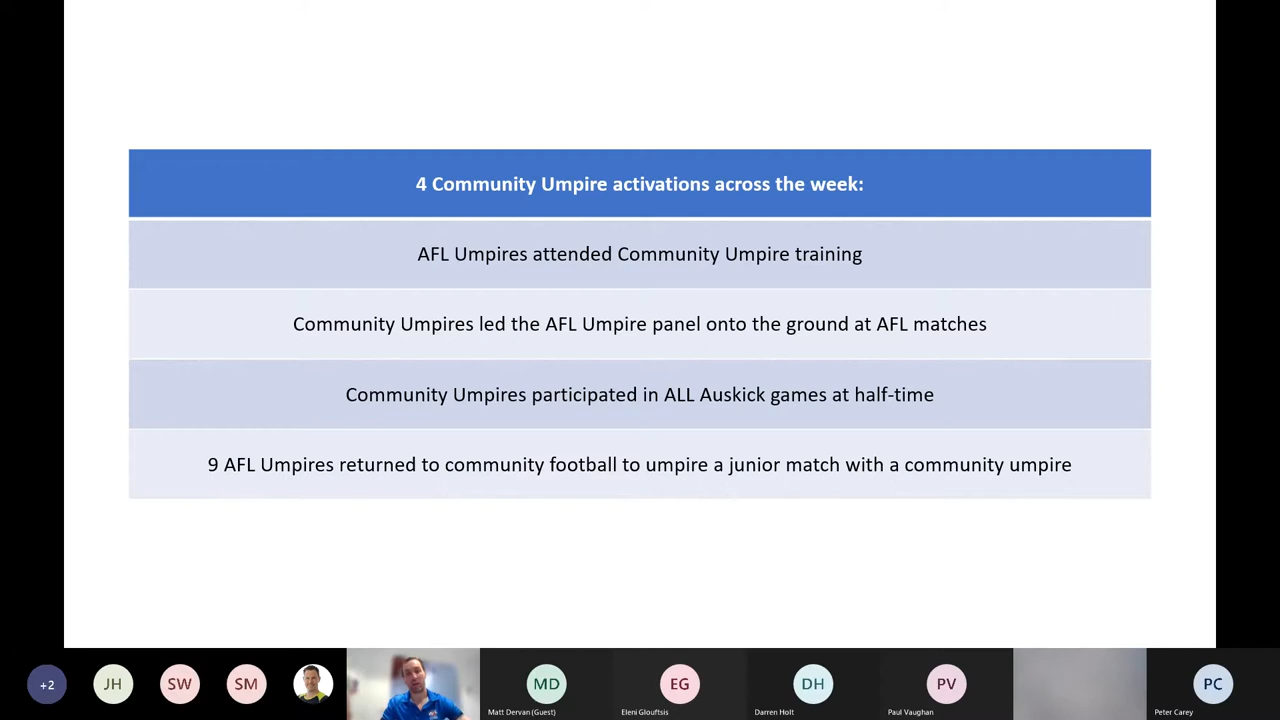 4 Community Umpire activations across the week:
AFL Umpires attended Community Umpire training
Community Umpires led the AFL Umpire panel onto the ground at AFL matches
Community Umpires participated in ALL Auskick games at half-time
9 AFL Umpires returned to community football to umpire a junior match with a community umpire
+2
JH
SW
SM
MD
EG
DH
PV
PC
Matt Dervan (Guest)
Eleni Glouftsis
Darren Holt
Paul Vaughan
Peter Carey